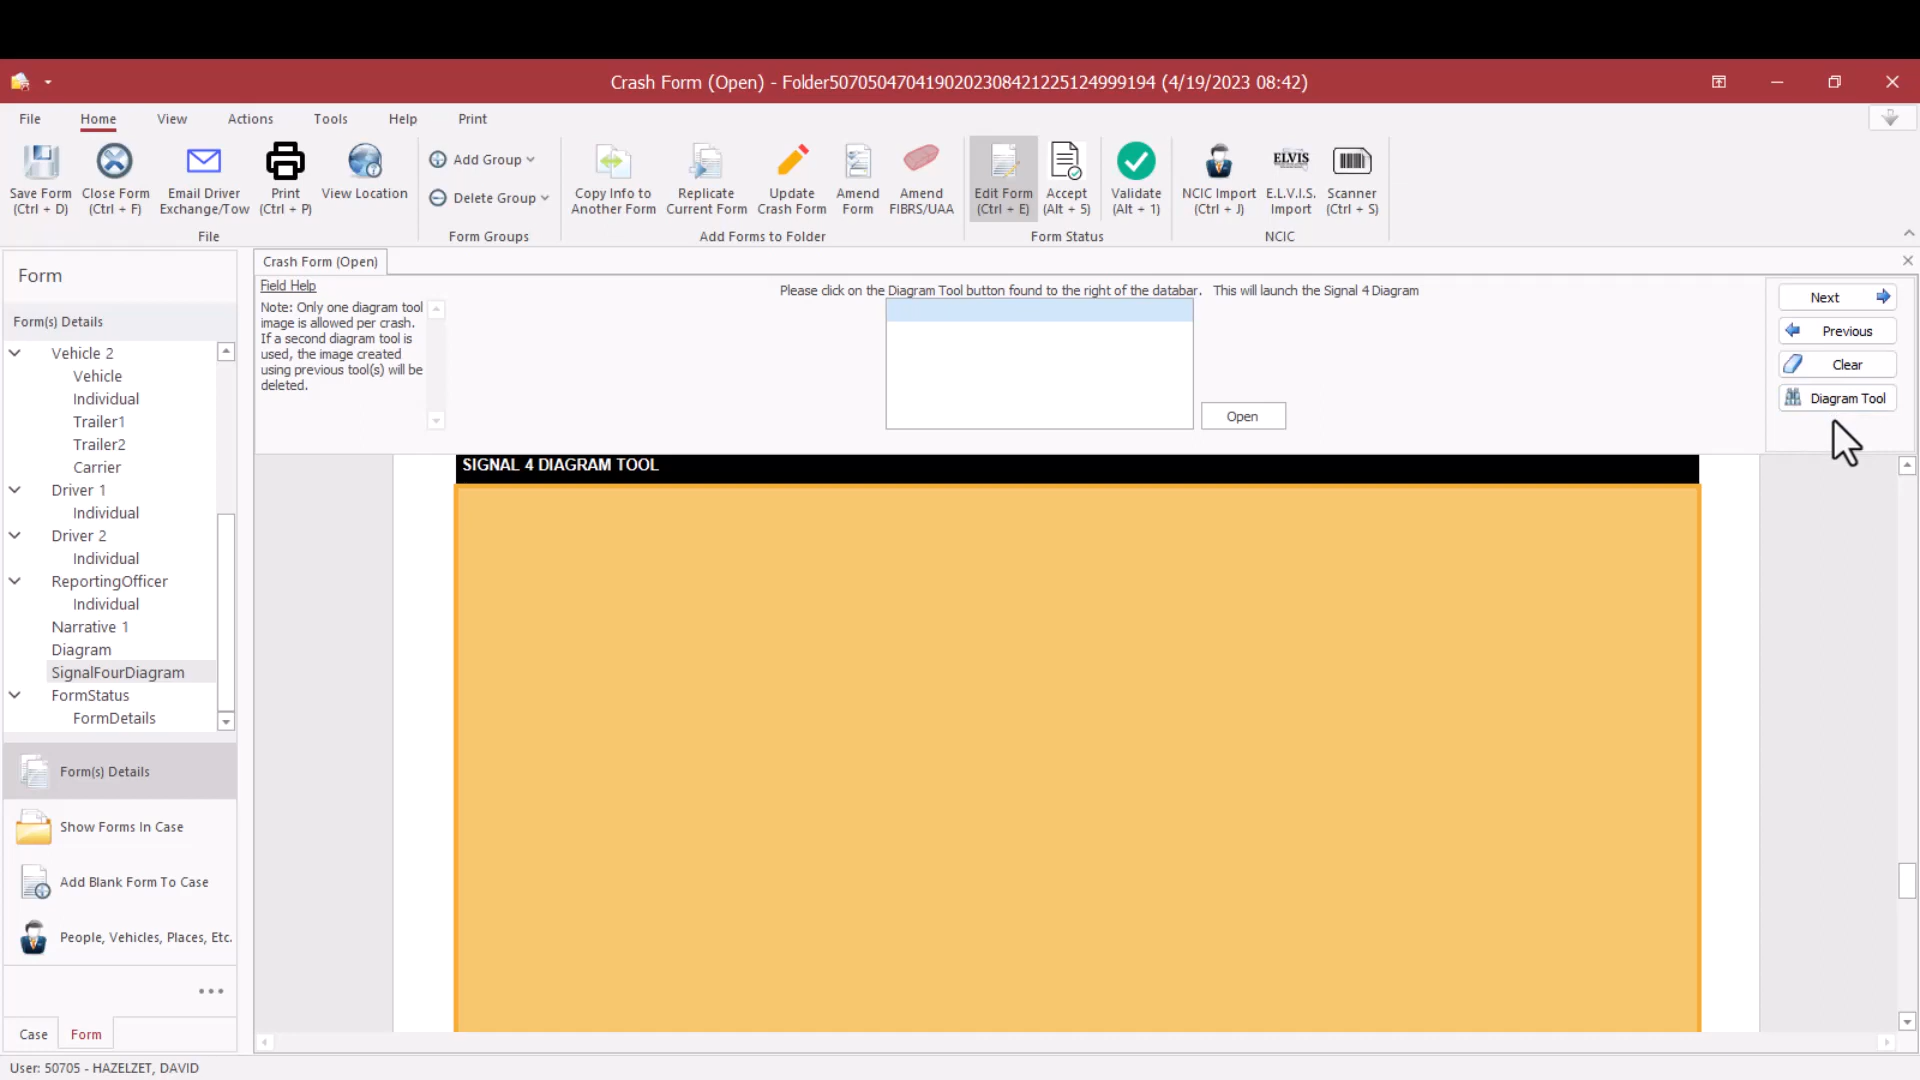 Crash Form (Open) - Folder50705047041902023084212251249991​94 (4/19/2023 08:42)
File Home View Actions Tools Help Print
Save Form (Ctrl + D)
Close Form (Ctrl + F)
Email Driver Exchange/Tow
Print (Ctrl + P)
View Location
File
Add Group
Delete Group
Form Groups
Copy Info to Another Form
Replicate Current Form
Update Crash Form
Amend Form
Amend FIBRS/UAA
Add Forms to Folder
Edit Form (Ctrl + E)
Accept (Alt + 5)
Validate (Alt + 1)
Form Status
NCIC Import (Ctrl + J)
ELVIS
E.L.V.I.S. Import
Scanner (Ctrl + S)
NCIC
Form
Form(s) Details
Vehicle 2
Vehicle
Individual
Trailer1
Trailer2
Carrier
Driver 1
Individual
Driver 2
Individual
ReportingOfficer
Individual
Narrative 1
Diagram
SignalFourDiagram
FormStatus
FormDetails
Form(s) Details
Show Forms In Case
Add Blank Form To Case
People, Vehicles, Places, Etc.
Case Form
Crash Form (Open)
Field Help
Note: Only one diagram tool
image is allowed per crash.
If a second diagram tool is
used, the image created
using previous tool(s) will be
deleted.
Please click on the Diagram Tool button found to the right of the databar. This will launch the Signal 4 Diagram
Open
Next
Previous
Clear
Diagram Tool
SIGNAL 4 DIAGRAM TOOL
User: 50705 - HAZELZET, DAVID